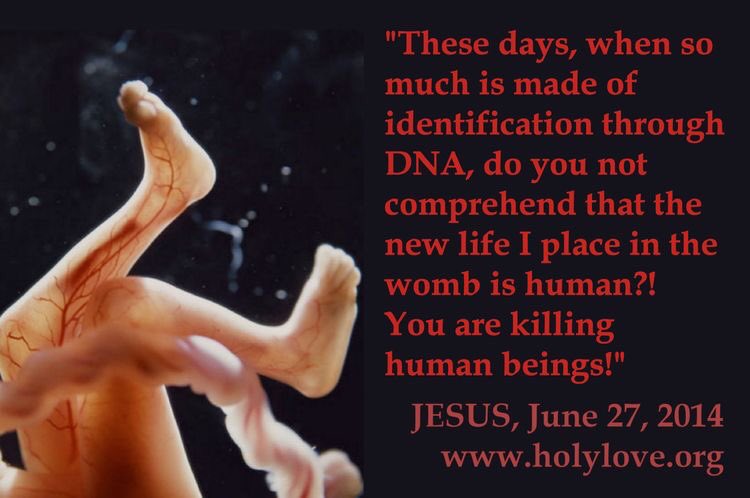 "These days, when so
much is made of
identification through
DNA, do you not
comprehend that the
new life I place in the
womb is human?!
You are killing
human beings!"
JESUS, June 27, 2014
www.holylove.org